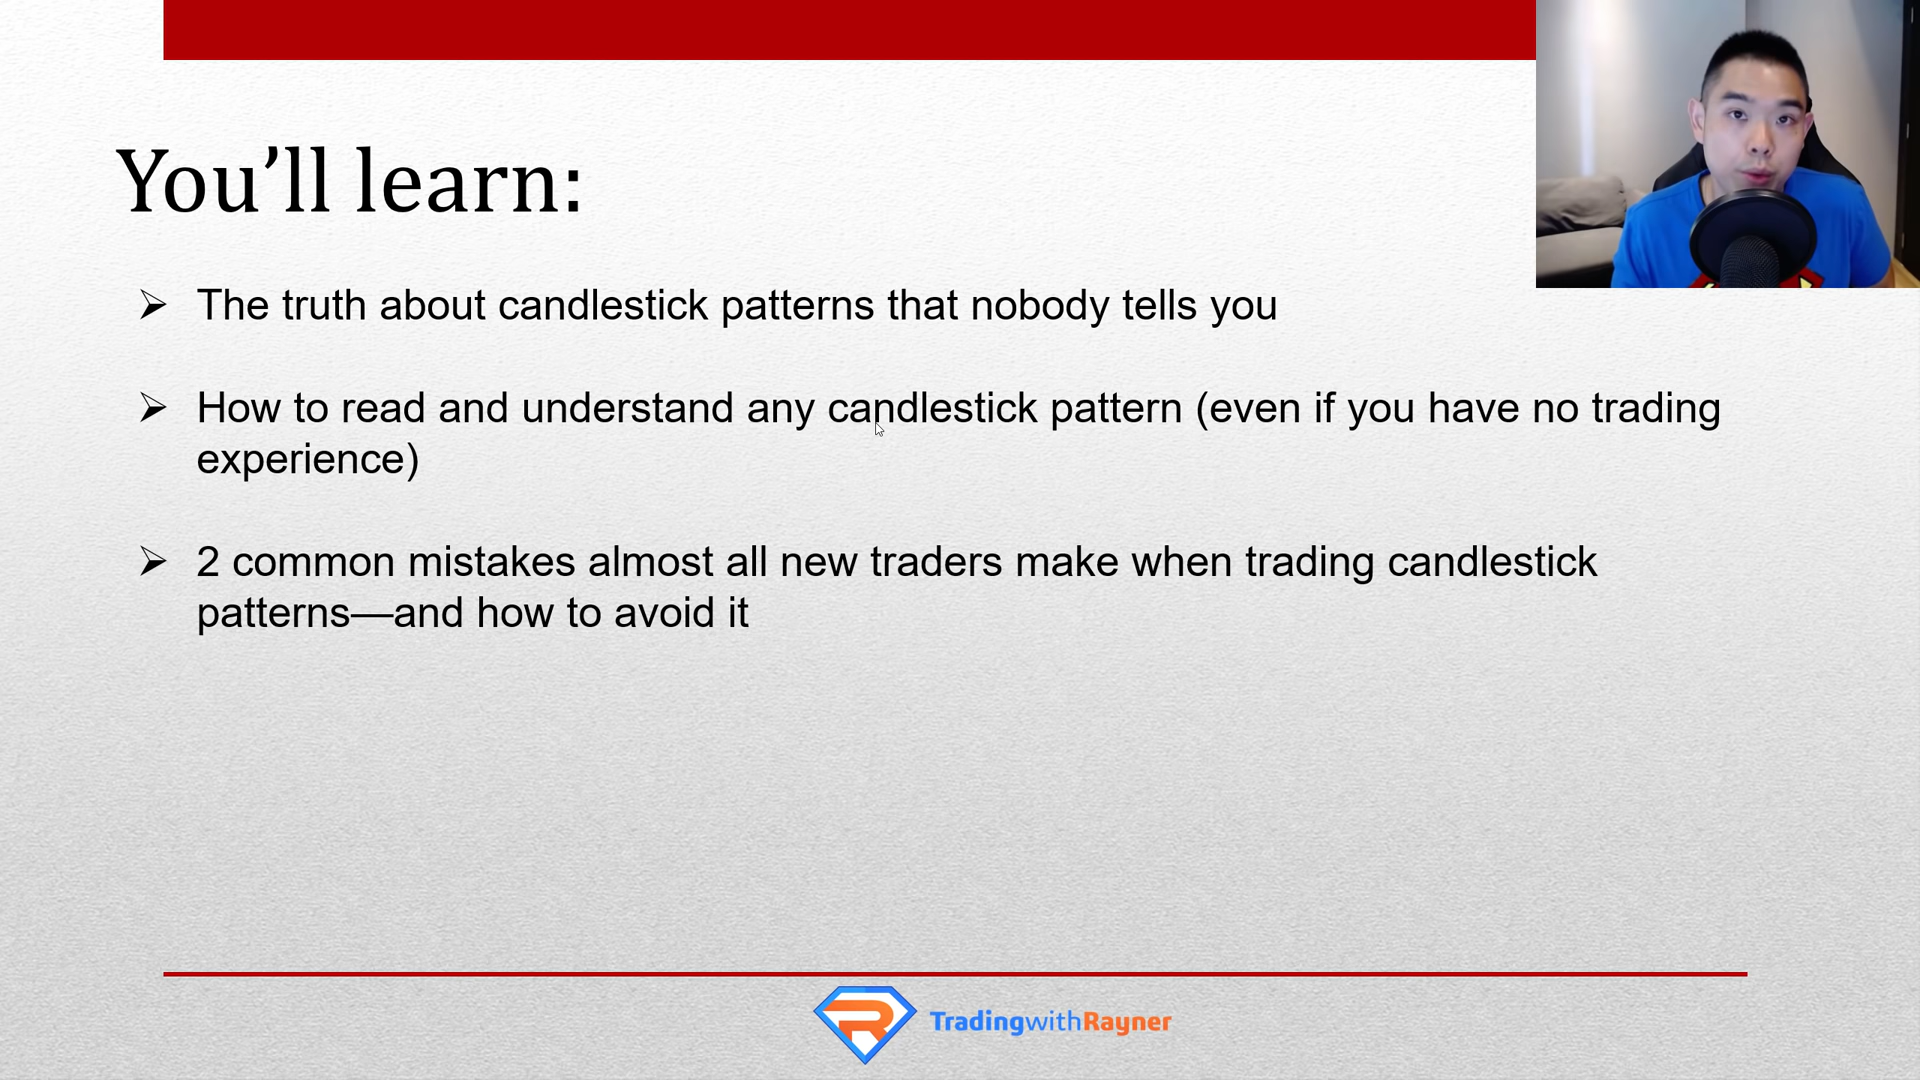 You’ll learn:
➢ The truth about candlestick patterns that nobody tells you
➢ How to read and understand any candlestick pattern (even if you have no trading
experience)
➢ 2 common mistakes almost all new traders make when trading candlestick
patterns—and how to avoid it
R TradingwithRayner